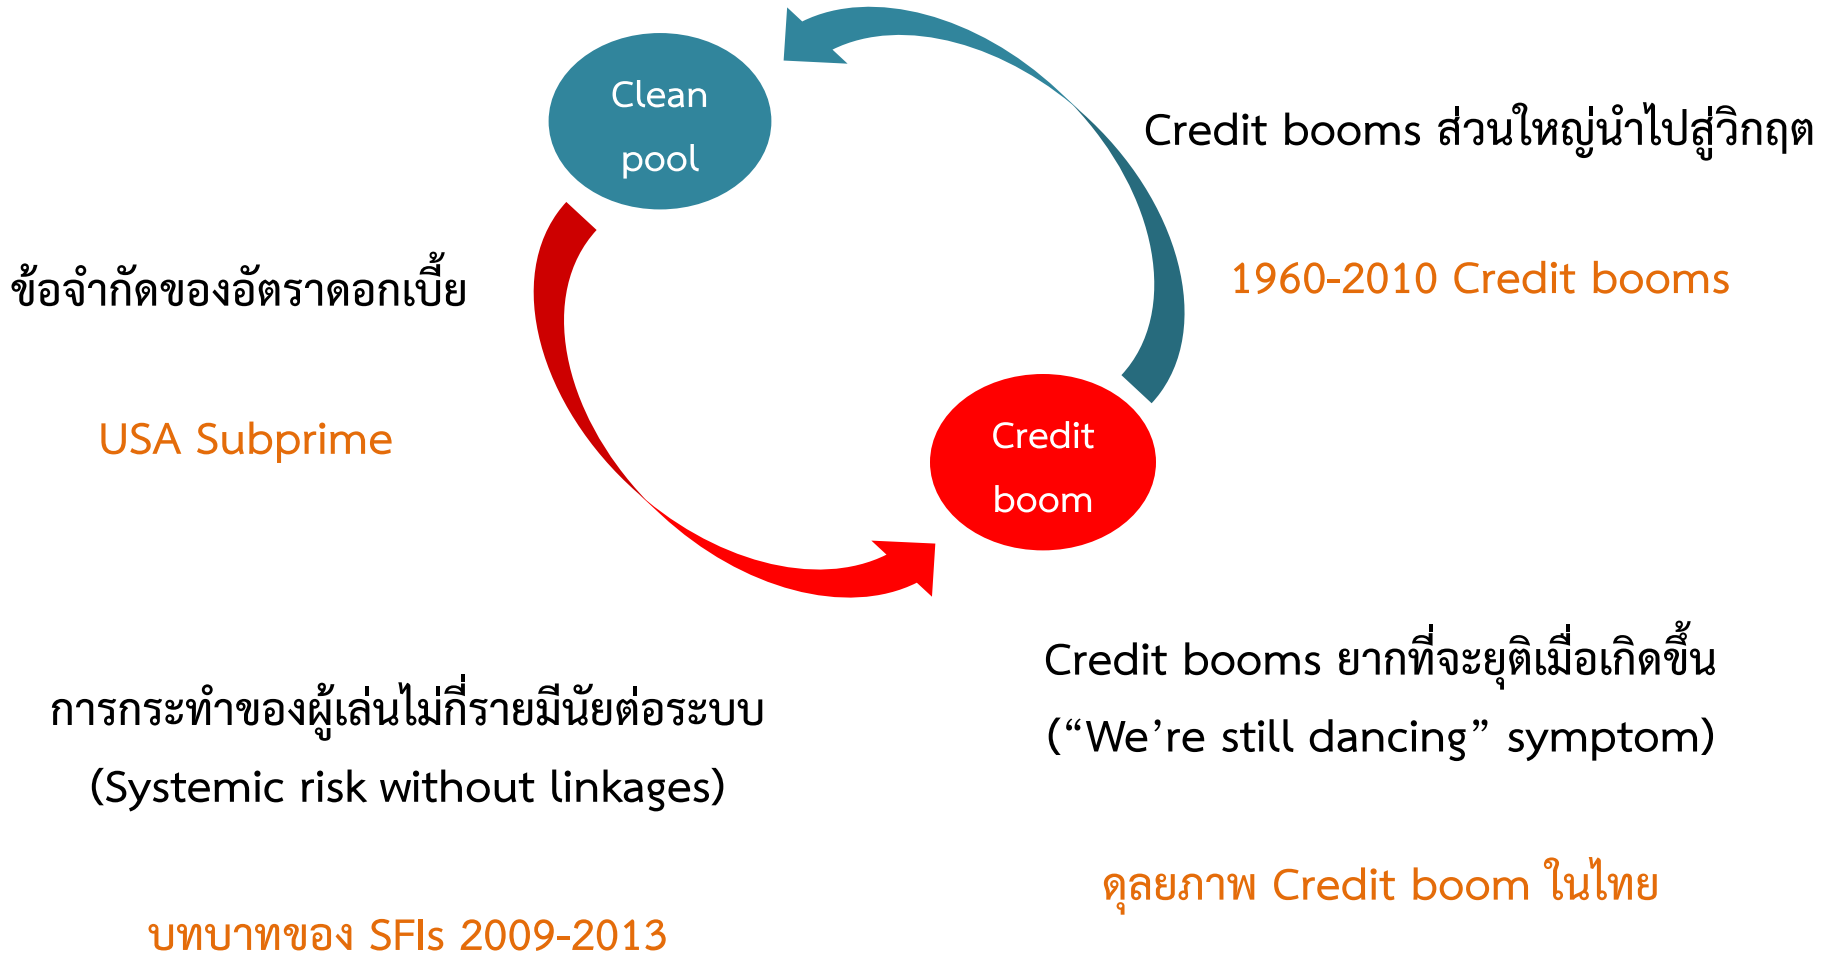 Clean
pool
Credit booms ส่วนใหญ่นำไปสู่วิกฤต
1960-2010 Credit booms
ข้อจำกัดของอัตราดอกเบี้ย
USA Subprime
Credit
boom
Credit booms ยากที่จะยุติเมื่อเกิดขึ้น
(“We’re still dancing” symptom)
ดุลยภาพ Credit boom ในไทย
การกระทำของผู้เล่นไม่กี่รายมีนัยต่อระบบ
(Systemic risk without linkages)
บทบาทของ SFIs 2009-2013